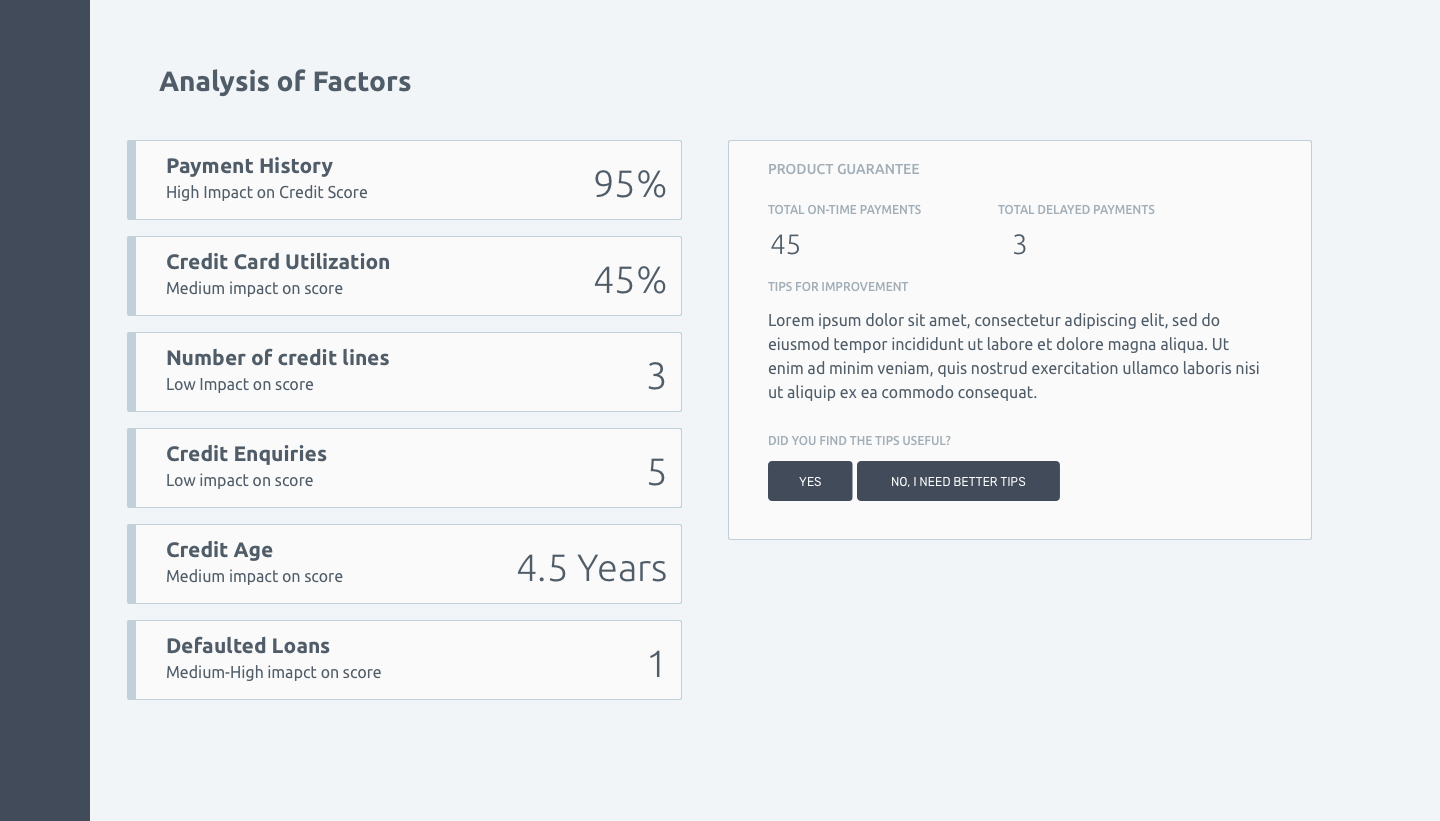 Analysis of Factors
Payment History
High Impact on Credit Score
95%
Credit Card Utilization
Medium impact on score
45%
Number of credit lines
Low Impact on score
3
Credit Enquiries
Low impact on score
5
Credit Age
Medium impact on score
4.5 Years
Defaulted Loans
Medium-High imapct on score
1
PRODUCT GUARANTEE
TOTAL ON-TIME PAYMENTS
45
TOTAL DELAYED PAYMENTS
3
TIPS FOR IMPROVEMENT
Lorem ipsum dolor sit amet, consectetur adipiscing elit, sed do
eiusmod tempor incididunt ut labore et dolore magna aliqua. Ut
enim ad minim veniam, quis nostrud exercitation ullamco laboris nisi
ut aliquip ex ea commodo consequat.
DID YOU FIND THE TIPS USEFUL?
YES
NO, I NEED BETTER TIPS